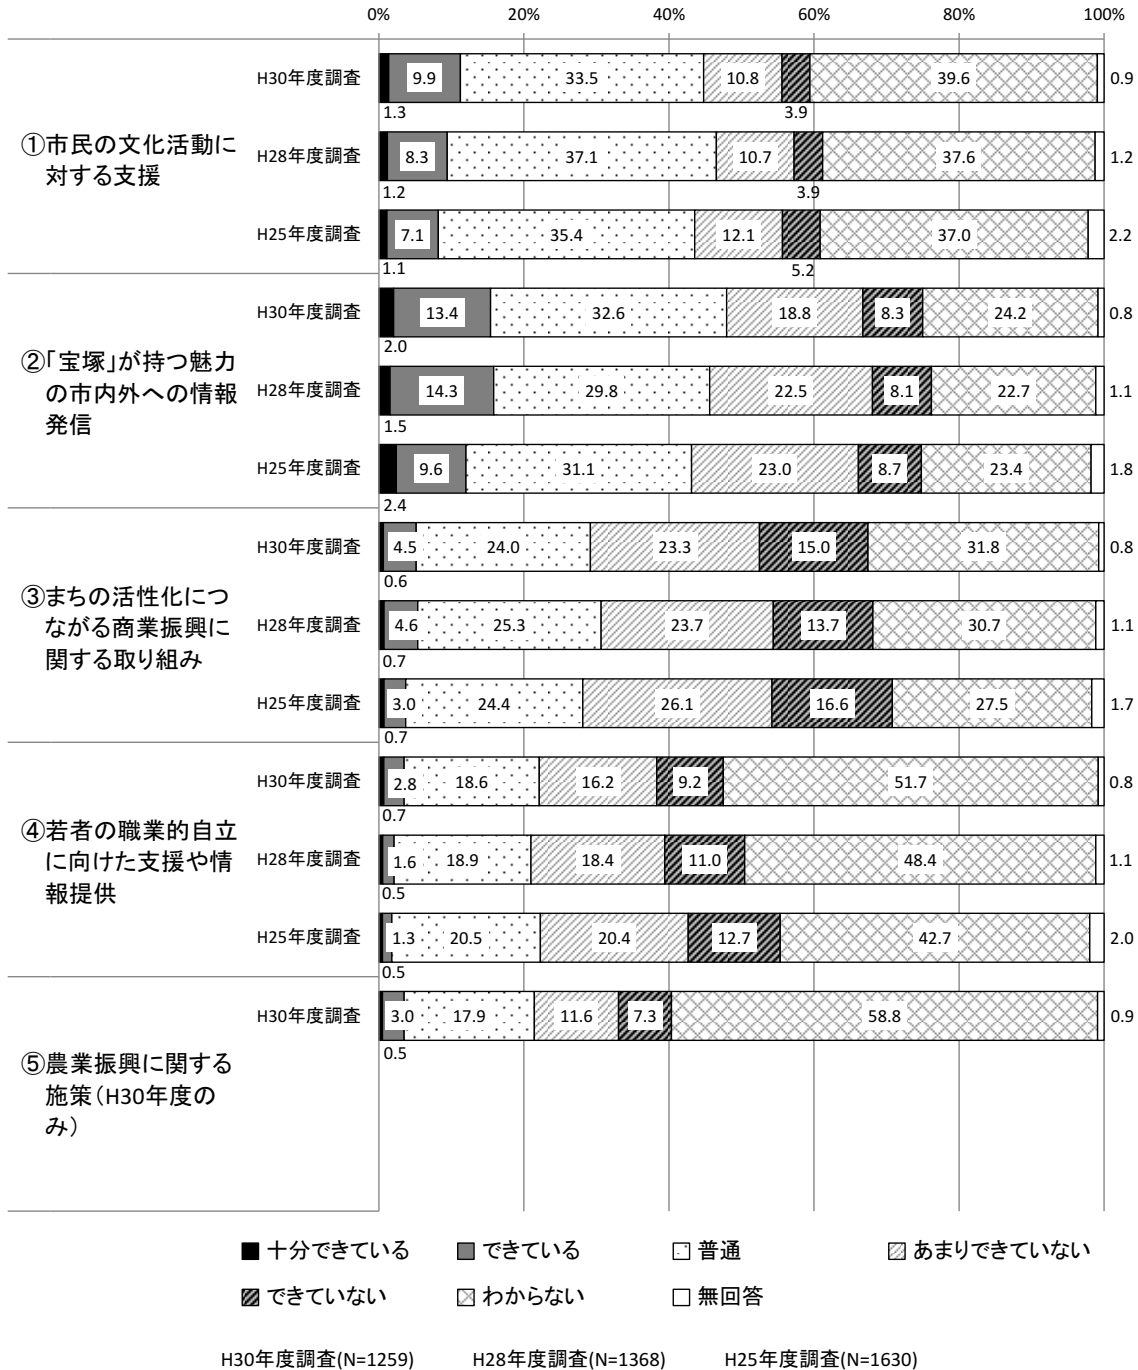 0% 20% 40% 60% 80% 100%
①市民の文化活動に
対する支援
H30年度調査 9.9 33.5 10.8 39.6 0.9
1.3 3.9
H28年度調査 8.3 37.1 10.7 37.6 1.2
1.2 3.9
H25年度調査 7.1 35.4 12.1 37.0 2.2
1.1 5.2
②「宝塚」が持つ魅力
の市内外への情報
発信
H30年度調査 13.4 32.6 18.8 8.3 24.2 0.8
2.0
H28年度調査 14.3 29.8 22.5 8.1 22.7 1.1
1.5
H25年度調査 9.6 31.1 23.0 8.7 23.4 1.8
2.4
③まちの活性化につ
ながる商業振興に
関する取り組み
H30年度調査 4.5 24.0 23.3 15.0 31.8 0.8
0.6
H28年度調査 4.6 25.3 23.7 13.7 30.7 1.1
0.7
H25年度調査 3.0 24.4 26.1 16.6 27.5 1.7
0.7
④若者の職業的自立
に向けた支援や情
報提供
H30年度調査 2.8 18.6 16.2 9.2 51.7 0.8
0.7
H28年度調査 1.6 18.9 18.4 11.0 48.4 1.1
0.5
H25年度調査 1.3 20.5 20.4 12.7 42.7 2.0
0.5
⑤農業振興に関する
施策（H30年度の
み）
H30年度調査 3.0 17.9 11.6 7.3 58.8 0.9
0.5
十分できている できている 普通 あまりできていない
できていない わからない 無回答
H30年度調査(N=1259) H28年度調査(N=1368) H25年度調査(N=1630)